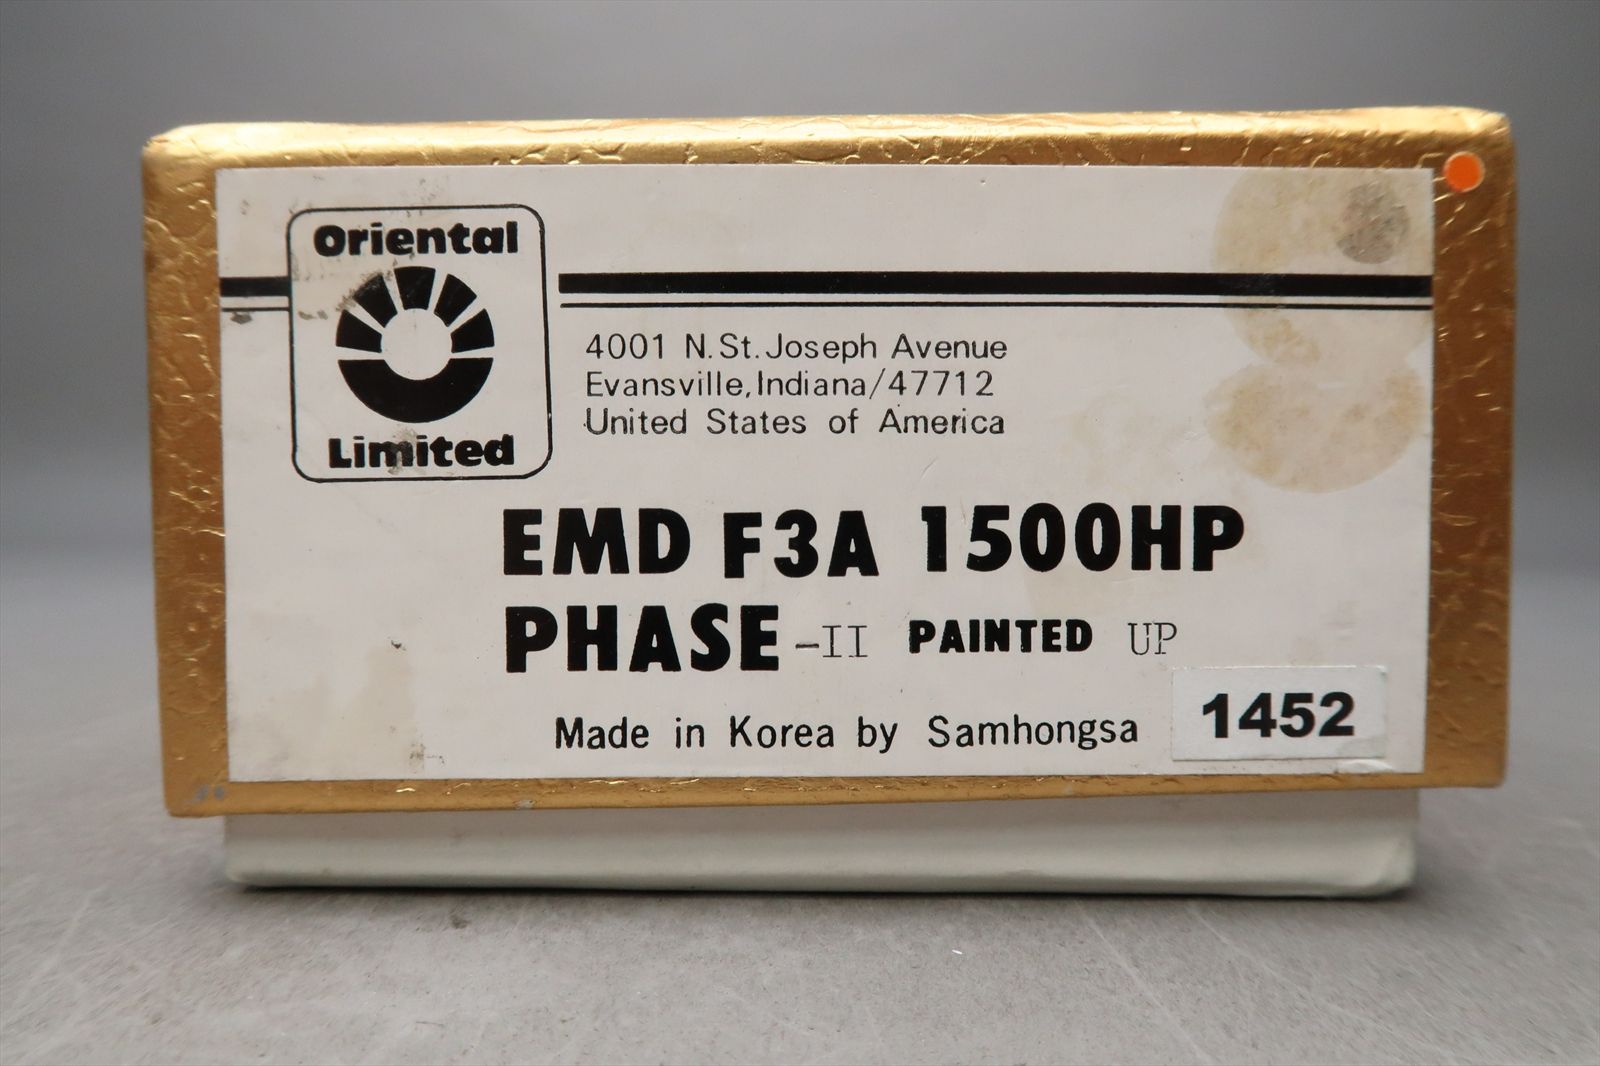 Oriental
Limited
4001 N. St. Joseph Avenue
Evansville, Indiana/47712
United States of America
EMD F3A 1500HP
PHASE -II PAINTED UP
Made in Korea by Samhongsa
1452